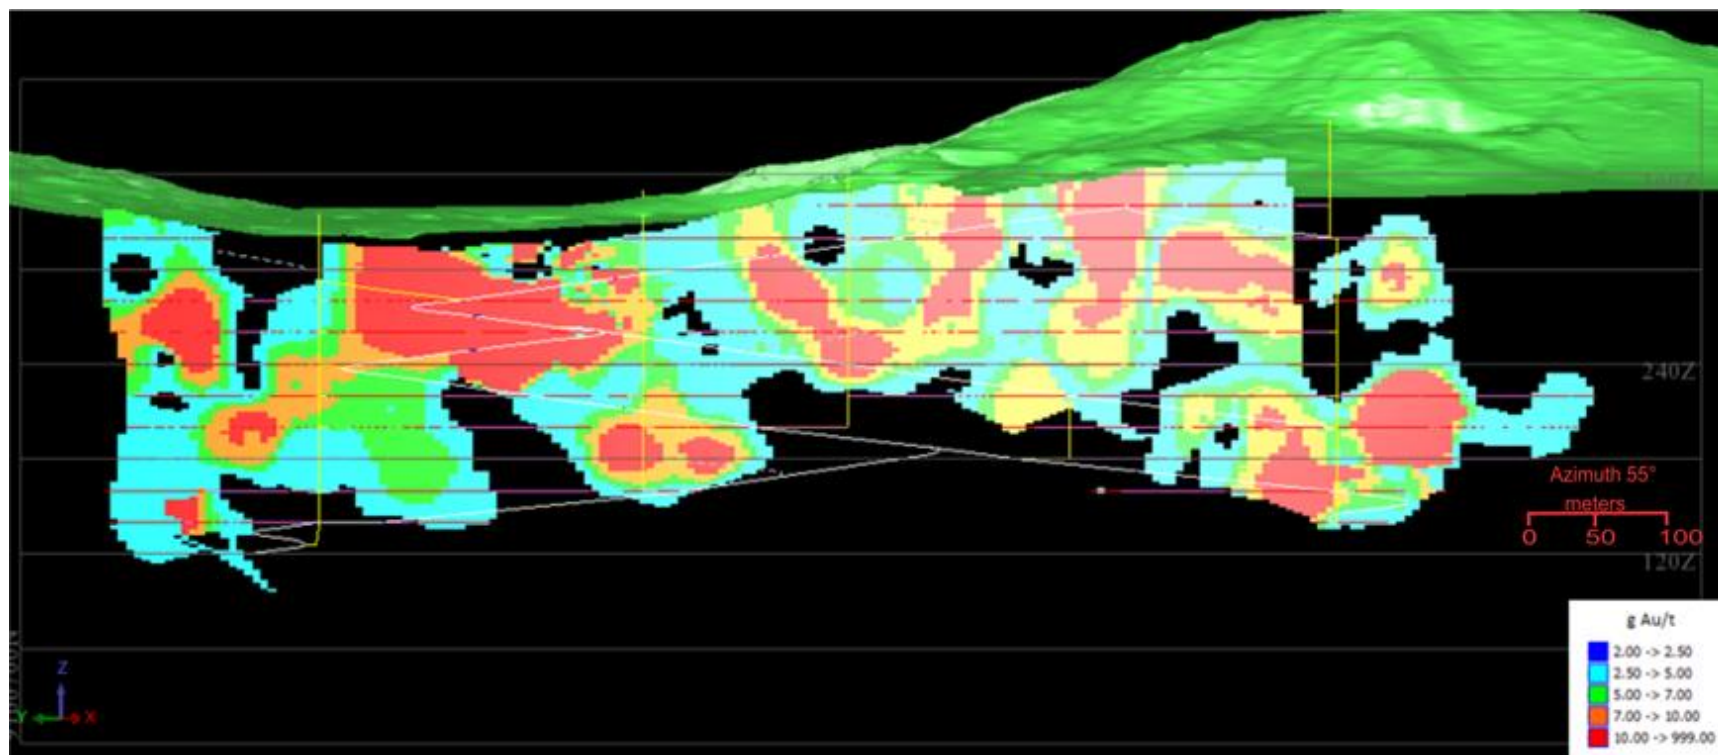 240Z
Azimuth 55°
meters
0 50 100
120Z
g Au/t
2.00 -> 2.50
2.50 -> 5.00
5.00 -> 7.00
7.00 -> 10.00
10.00 -> 999.00
Z
Y X